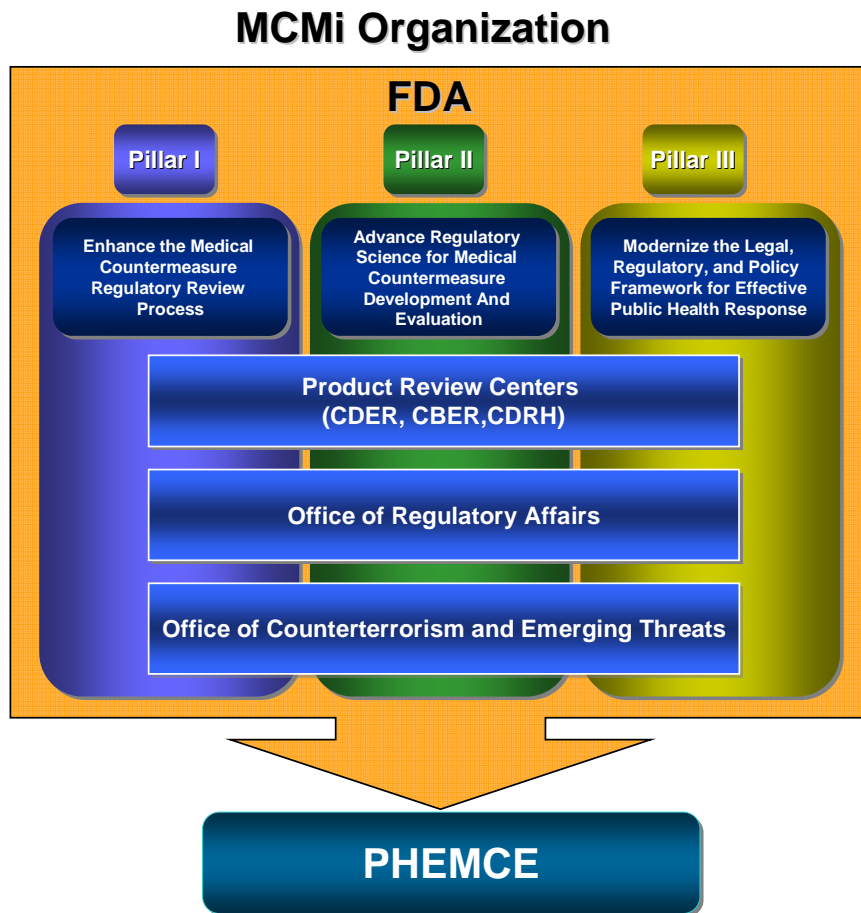 MCMi Organization
FDA
Pillar I
Pillar II
Pillar III
Enhance the Medical
Countermeasure
Regulatory Review
Process
Advance Regulatory
Science for Medical
Countermeasure
Development And
Evaluation
Modernize the Legal,
Regulatory, and Policy
Framework for Effective
Public Health Response
Product Review Centers
(CDER, CBER,CDRH)
Office of Regulatory Affairs
Office of Counterterrorism and Emerging Threats
PHEMCE